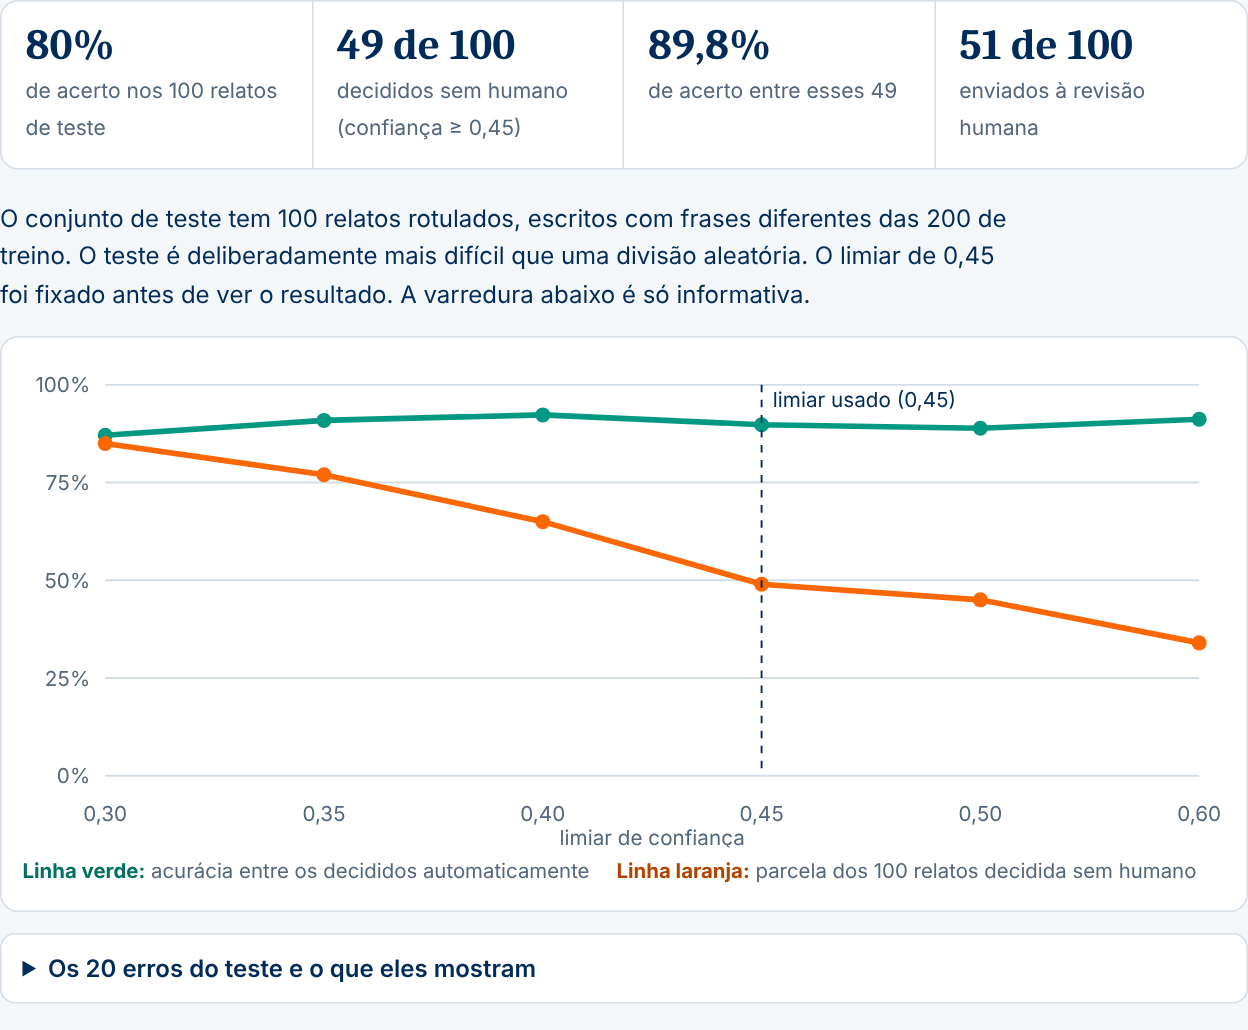 80%
de acerto nos 100 relatos
de teste
49 de 100
decididos sem humano
(confiança ≥ 0,45)
89,8%
de acerto entre esses 49
51 de 100
enviados à revisão
humana
O conjunto de teste tem 100 relatos rotulados, escritos com frases diferentes das 200 de
treino. O teste é deliberadamente mais difícil que uma divisão aleatória. O limiar de 0,45
foi fixado antes de ver o resultado. A varredura abaixo é só informativa.
100%
limiar usado (0,45)
75%
50%
25%
0%
0,30 0,35 0,40 0,45 0,50 0,60
limiar de confiança
Linha verde: acurácia entre os decididos automaticamente Linha laranja: parcela dos 100 relatos decidida sem humano
▶ Os 20 erros do teste e o que eles mostram